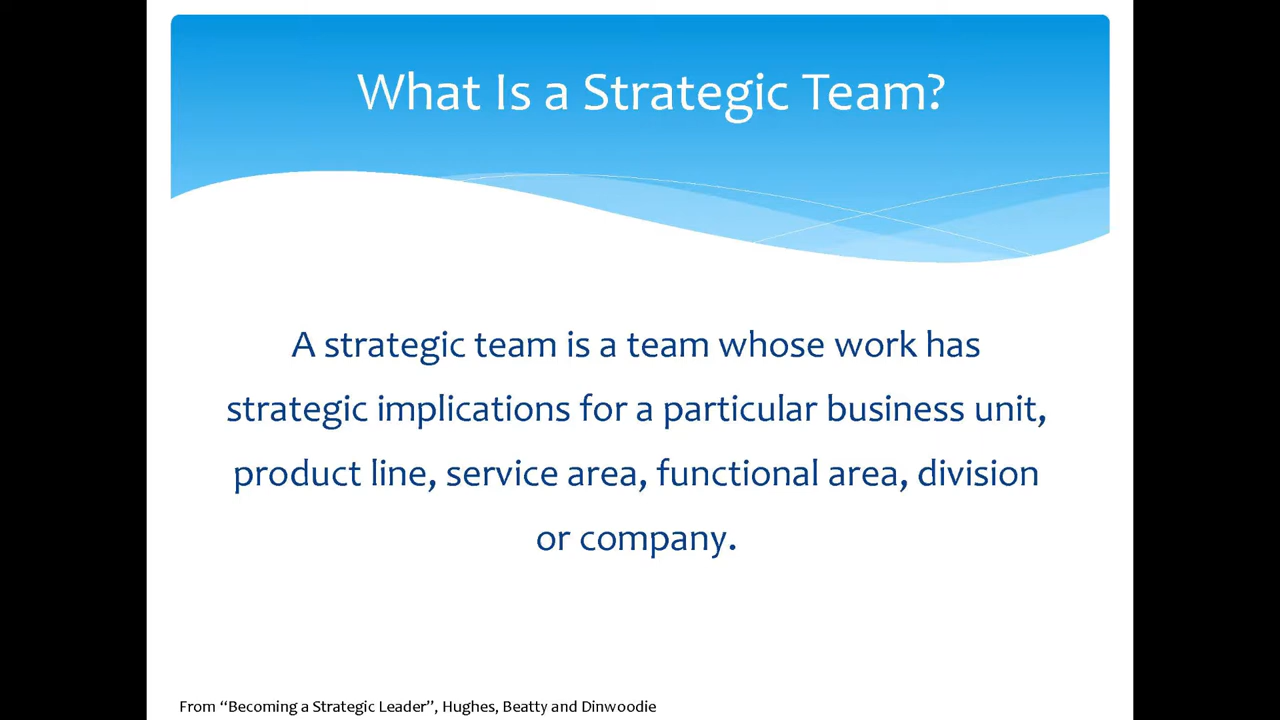 What Is a Strategic Team?
A strategic team is a team whose work has
strategic implications for a particular business unit,
product line, service area, functional area, division
or company.
From “Becoming a Strategic Leader”, Hughes, Beatty and Dinwoodie